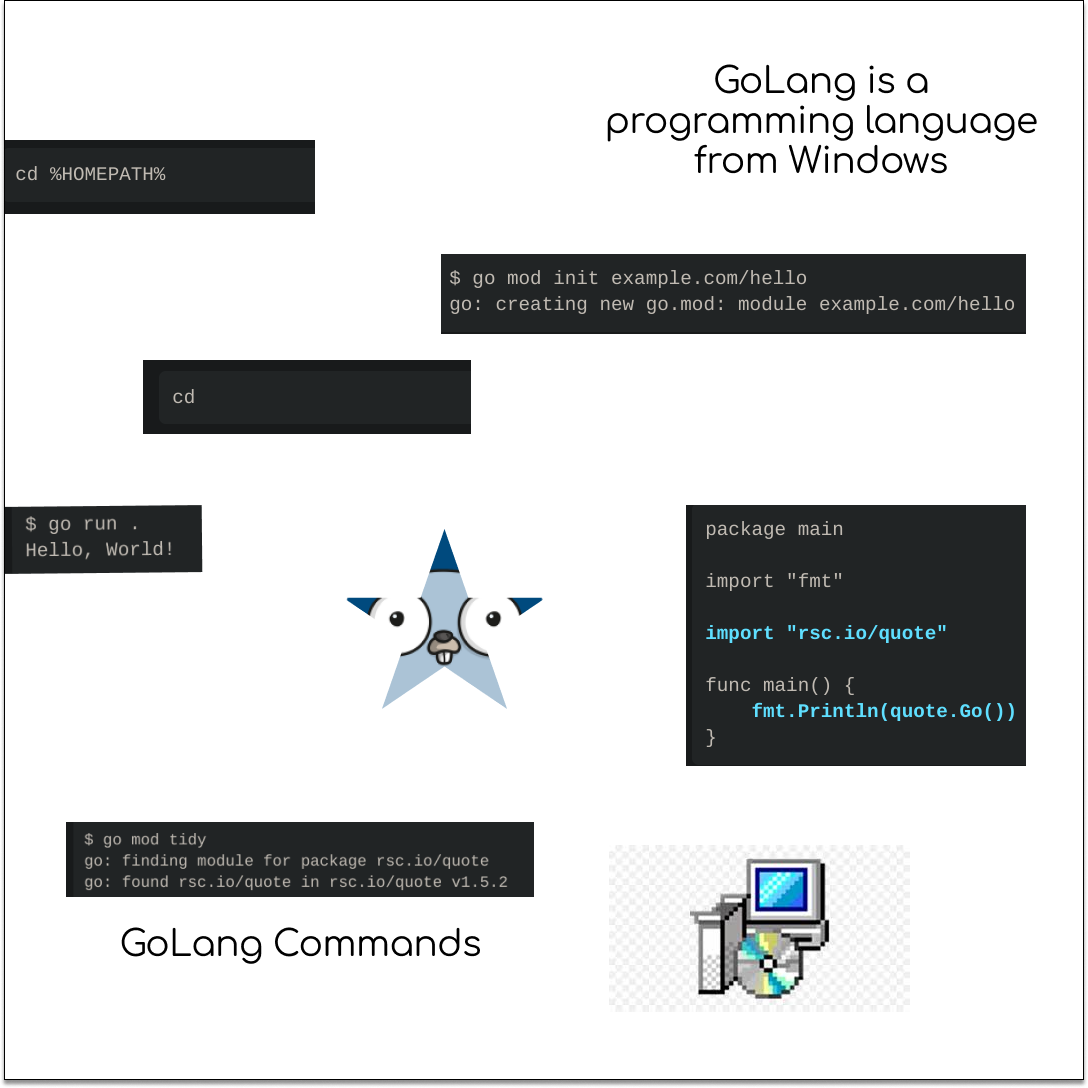 GoLang is a
programming language
from Windows
cd %HOMEPATH%
$ go mod init example.com/hello
go: creating new go.mod: module example.com/hello
cd
$ go run .
Hello, World!
package main
import "fmt"
import "rsc.io/quote"
func main() {
    fmt.Println(quote.Go())
}
$ go mod tidy
go: finding module for package rsc.io/quote
go: found rsc.io/quote in rsc.io/quote v1.5.2
GoLang Commands